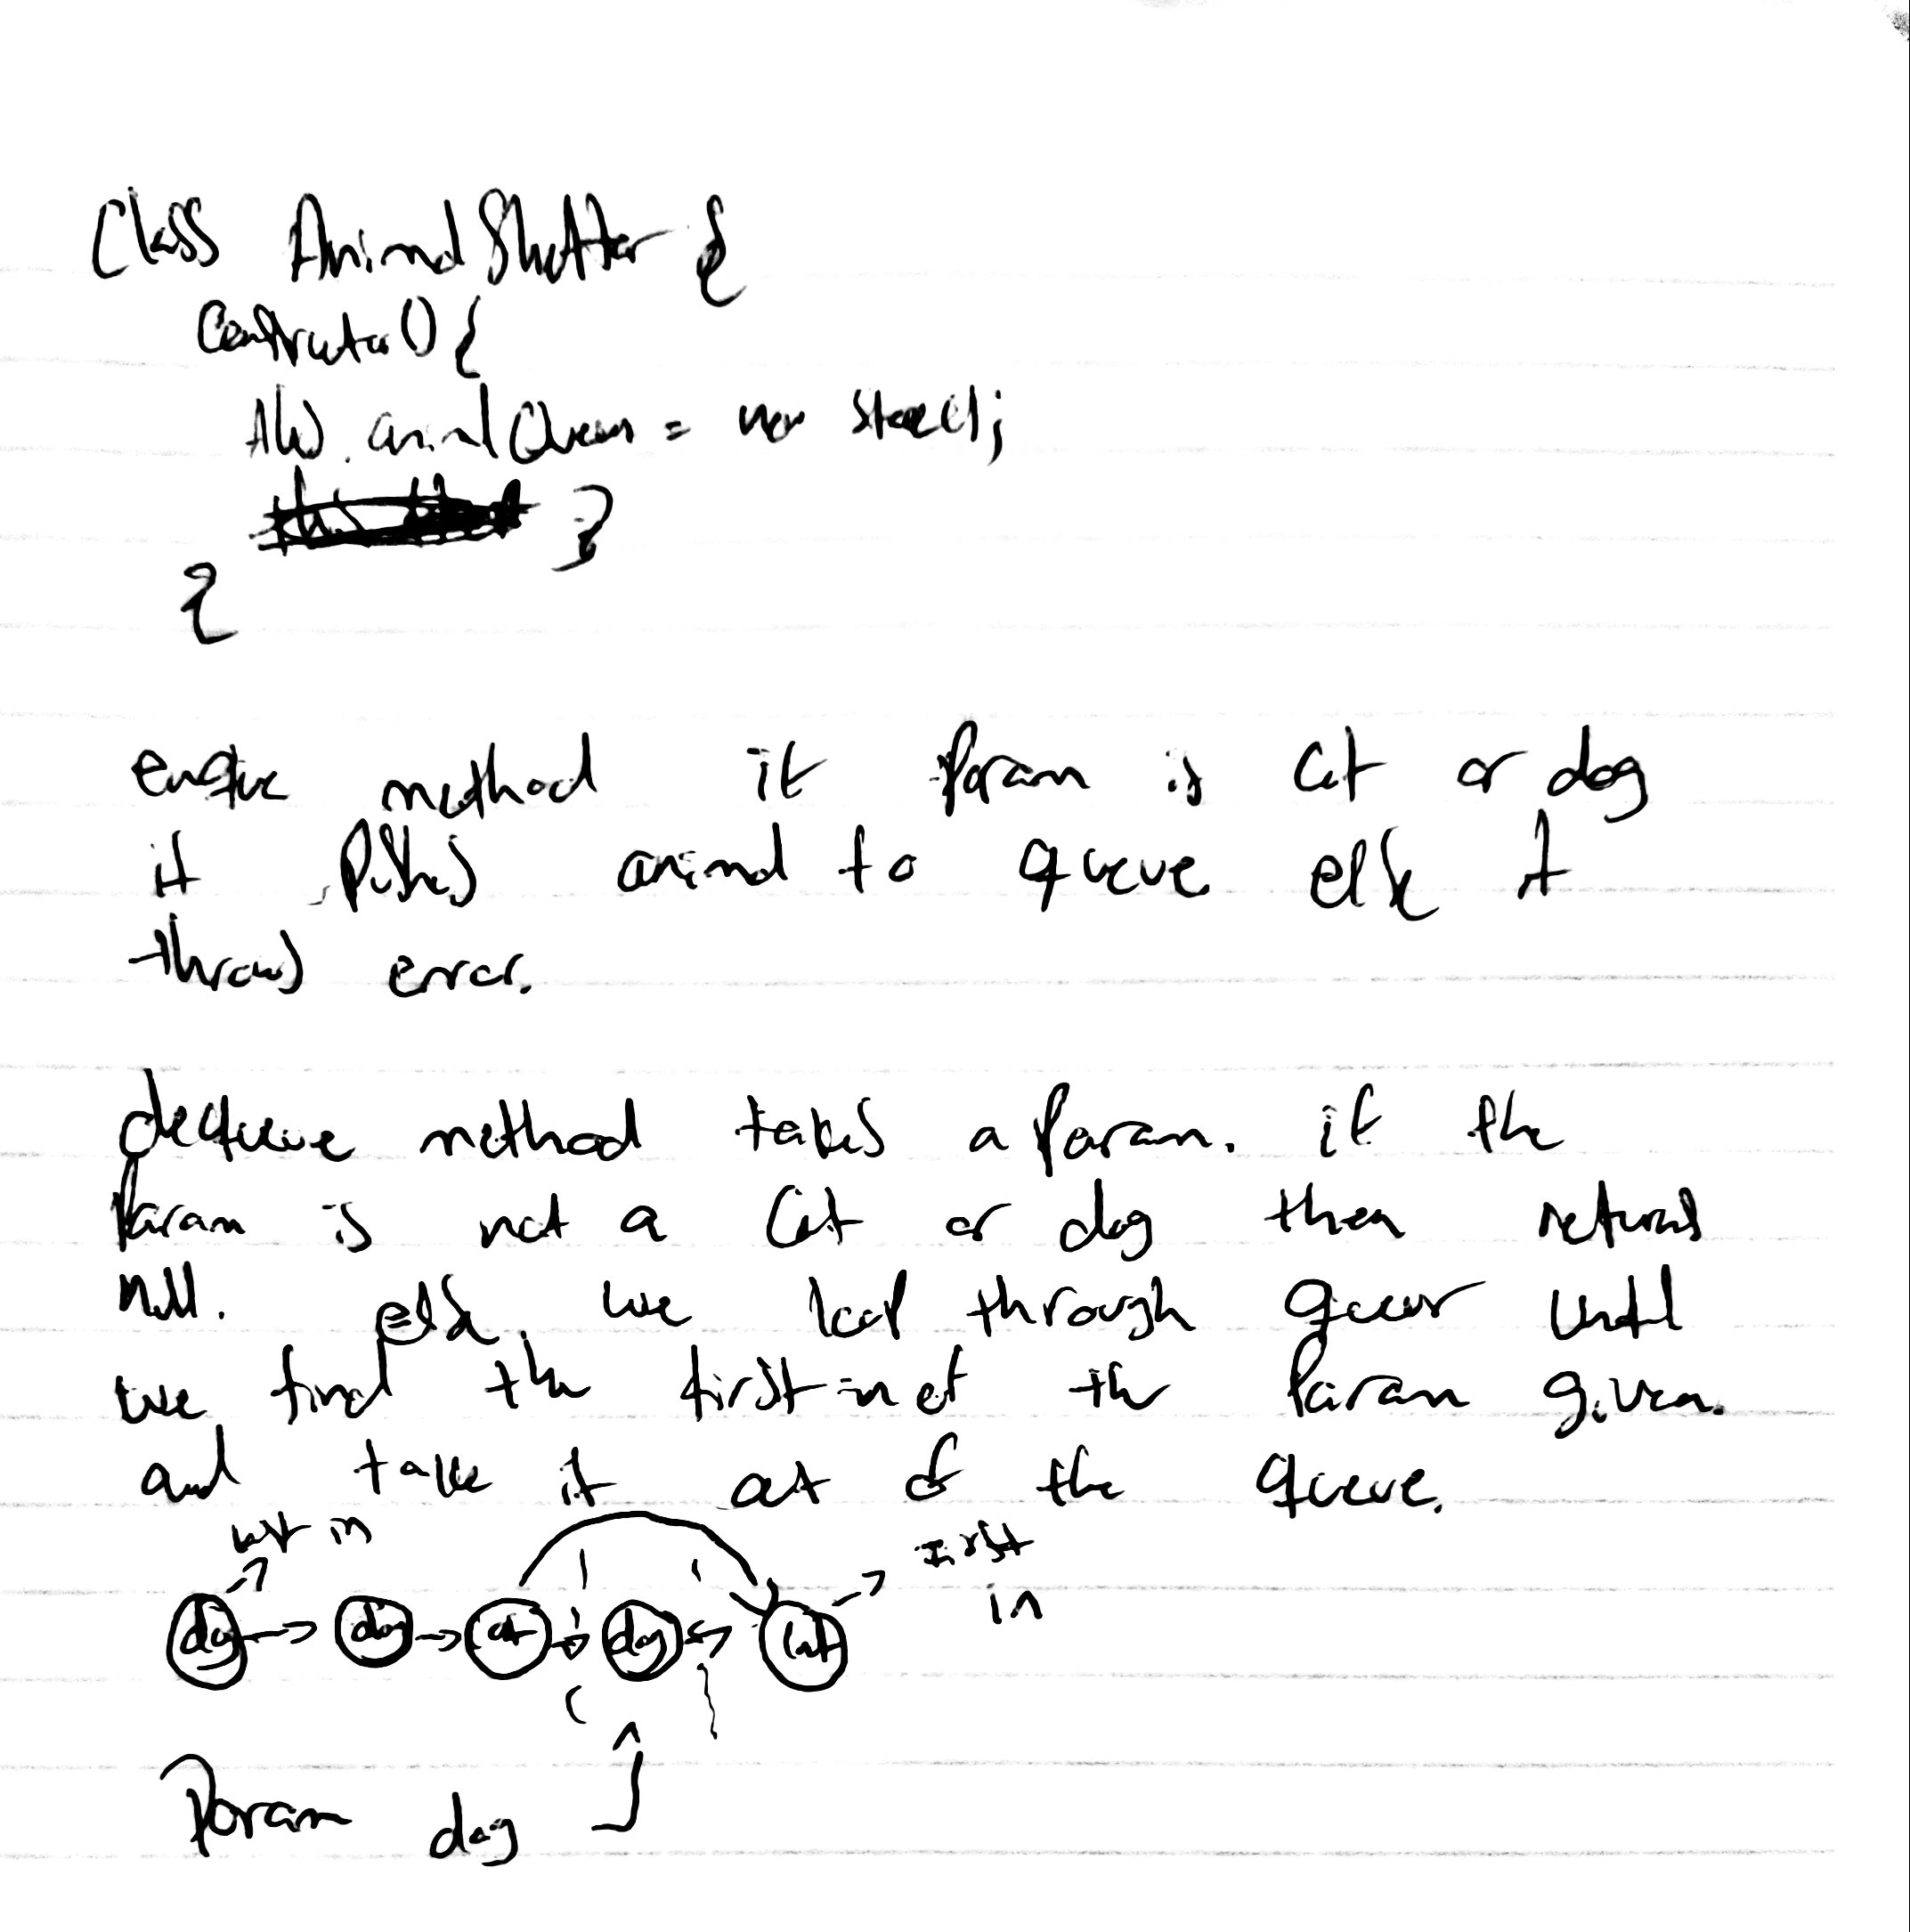 Class AnimalShelter {
Constructor() {
this.animalQueue = new Stack();
}
{
enqueue method if param is cat or dog
it pushes animal to queue else it
throws error.
dequeue method takes a param. if the
param is not a cat or dog then returns
null. else, we loop through queue until
we find the first-in of the param given.
and take it out of the queue.
last in
first in
dog → dog → cat → dog → cat
Param dog